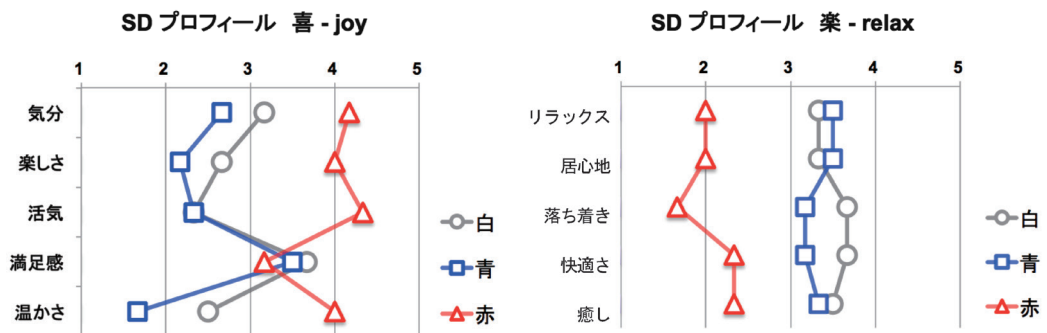 SD プロフィール 喜 - joy
1 2 3 4 5
気分
楽しさ
活気
満足感
温かさ
白
青
赤
SD プロフィール 楽 - relax
1 2 3 4 5
リラックス
居心地
落ち着き
快適さ
癒し
白
青
赤